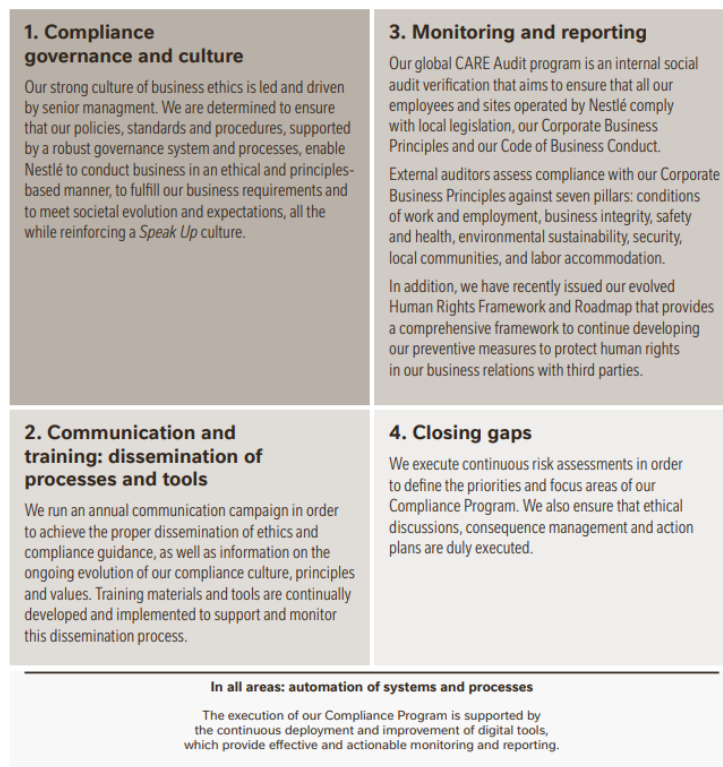 1. Compliance
governance and culture
Our strong culture of business ethics is led and driven
by senior managment. We are determined to ensure
that our policies, standards and procedures, supported
by a robust governance system and processes, enable
Nestlé to conduct business in an ethical and principles-
based manner, to fulfill our business requirements and
to meet societal evolution and expectations, all the
while reinforcing a Speak Up culture.
2. Communication and
training: dissemination of
processes and tools
We run an annual communication campaign in order
to achieve the proper dissemination of ethics and
compliance guidance, as well as information on the
ongoing evolution of our compliance culture, principles
and values. Training materials and tools are continually
developed and implemented to support and monitor
this dissemination process.
3. Monitoring and reporting
Our global CARE Audit program is an internal social
audit verification that aims to ensure that all our
employees and sites operated by Nestlé comply
with local legislation, our Corporate Business
Principles and our Code of Business Conduct.
External auditors assess compliance with our Corporate
Business Principles against seven pillars: conditions
of work and employment, business integrity, safety
and health, environmental sustainability, security,
local communities, and labor accommodation.
In addition, we have recently issued our evolved
Human Rights Framework and Roadmap that provides
a comprehensive framework to continue developing
our preventive measures to protect human rights
in our business relations with third parties.
4. Closing gaps
We execute continuous risk assessments in order
to define the priorities and focus areas of our
Compliance Program. We also ensure that ethical
discussions, consequence management and action
plans are duly executed.
In all areas: automation of systems and processes
The execution of our Compliance Program is supported by
the continuous deployment and improvement of digital tools,
which provide effective and actionable monitoring and reporting.